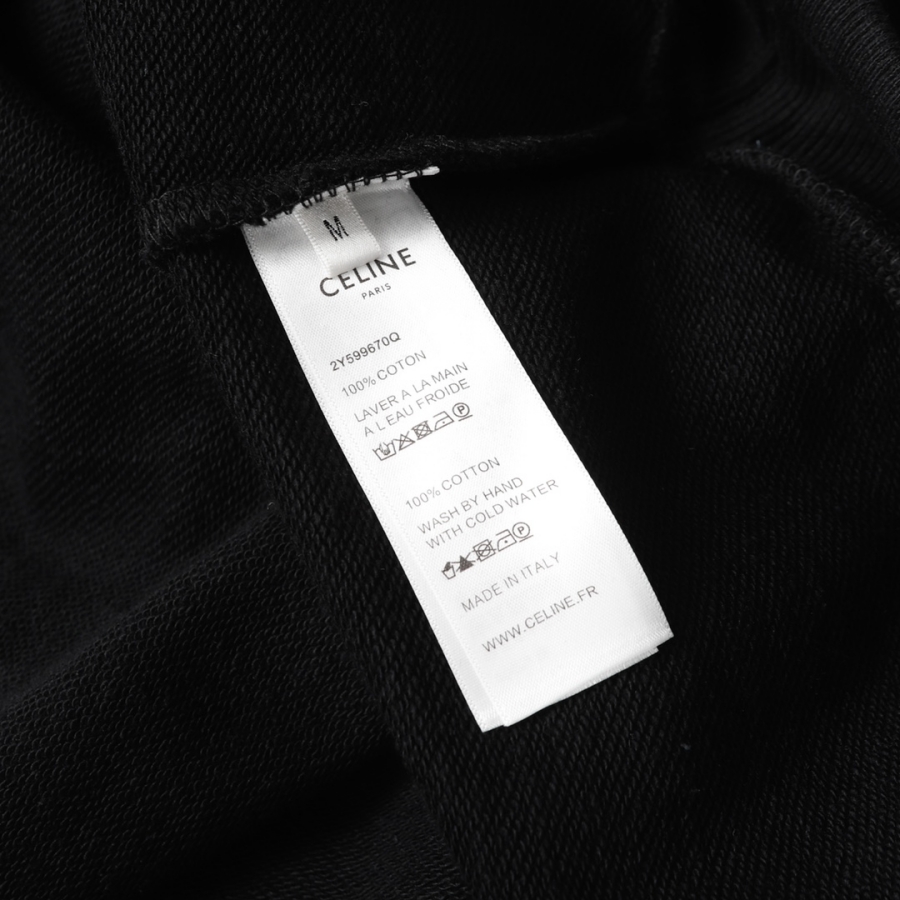 M
CELINE
PARIS
2Y599670Q
100% COTON
LAVER A LA MAIN
A L EAU FROIDE
P
100% COTTON
WASH BY HAND
WITH COLD WATER
P
MADE IN ITALY
WWW.CELINE.FR